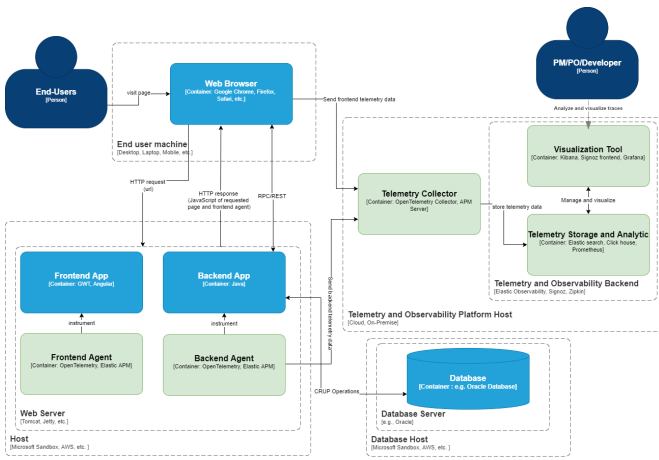 End-Users
[Person]
visit page
Web Browser
[Container: Google Chrome, Firefox,
Safari, etc.]
End user machine
[Desktop, Laptop, Mobile, etc.]
Send frontend telemetry data
PM/PO/Developer
[Person]
Analyze and visualize traces
Visualization Tool
[Container: Kibana, Signoz frontend, Grafana]
Manage and visualize
Telemetry Collector
[Container: OpenTelemetry Collector, APM
Server]
store telemetry data
Telemetry Storage and Analytic
[Container: Elastic search, Click house,
Prometheus]
Telemetry and Observability Backend
[Elastic Observability, Signoz, Zipkin]
Telemetry and Observability Platform Host
[Cloud, On-Premise]
HTTP request
(url)
HTTP response
(JavaScript of requested
page and frontend agent)
RPC/REST
Frontend App
[Container: GWT, Angular]
Backend App
[Container: Java]
instrument
instrument
Send backend telemetry data
Frontend Agent
[Container: OpenTelemetry, Elastic APM]
Backend Agent
[Container: OpenTelemetry, Elastic APM]
Web Server
[Tomcat, Jetty, etc.]
Host
[Microsoft Sandbox, AWS, etc. ]
CRUP Operations
Database
[Container : e.g. Oracle Database]
Database Server
[e.g., Oracle]
Database Host
[Microsoft Sandbox, AWS, etc. ]